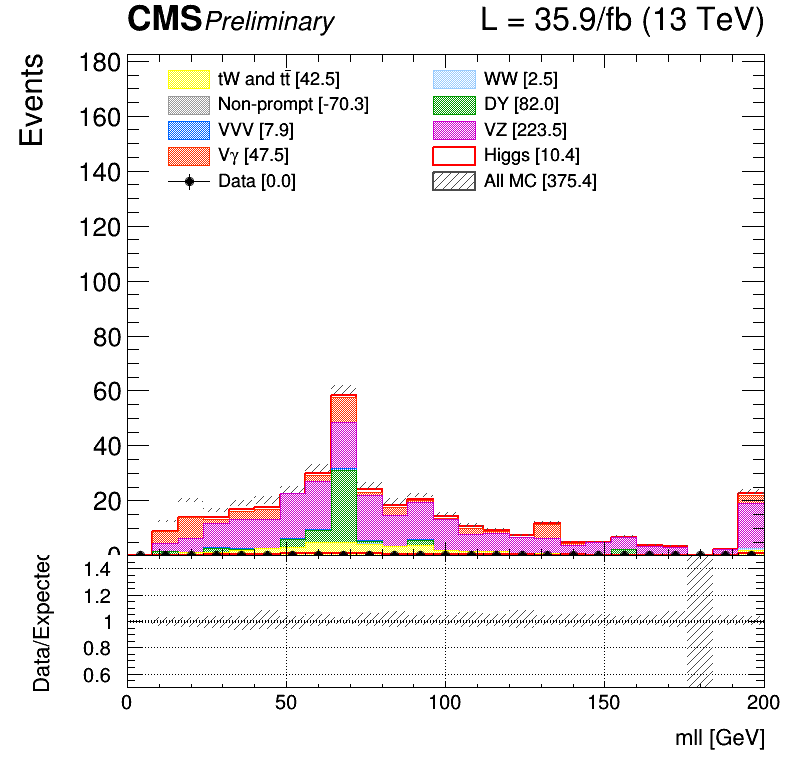 CMS Preliminary L = 35.9/fb (13 TeV)
Events
180
160
140
120
100
80
60
40
20
0
tW and tt̄ [42.5]
Non-prompt [-70.3]
VVV [7.9]
Vγ [47.5]
Data [0.0]
WW [2.5]
DY [82.0]
VZ [223.5]
Higgs [10.4]
All MC [375.4]
Data/Expected
1.4
1.2
1
0.8
0.6
0 50 100 150 200
mll [GeV]